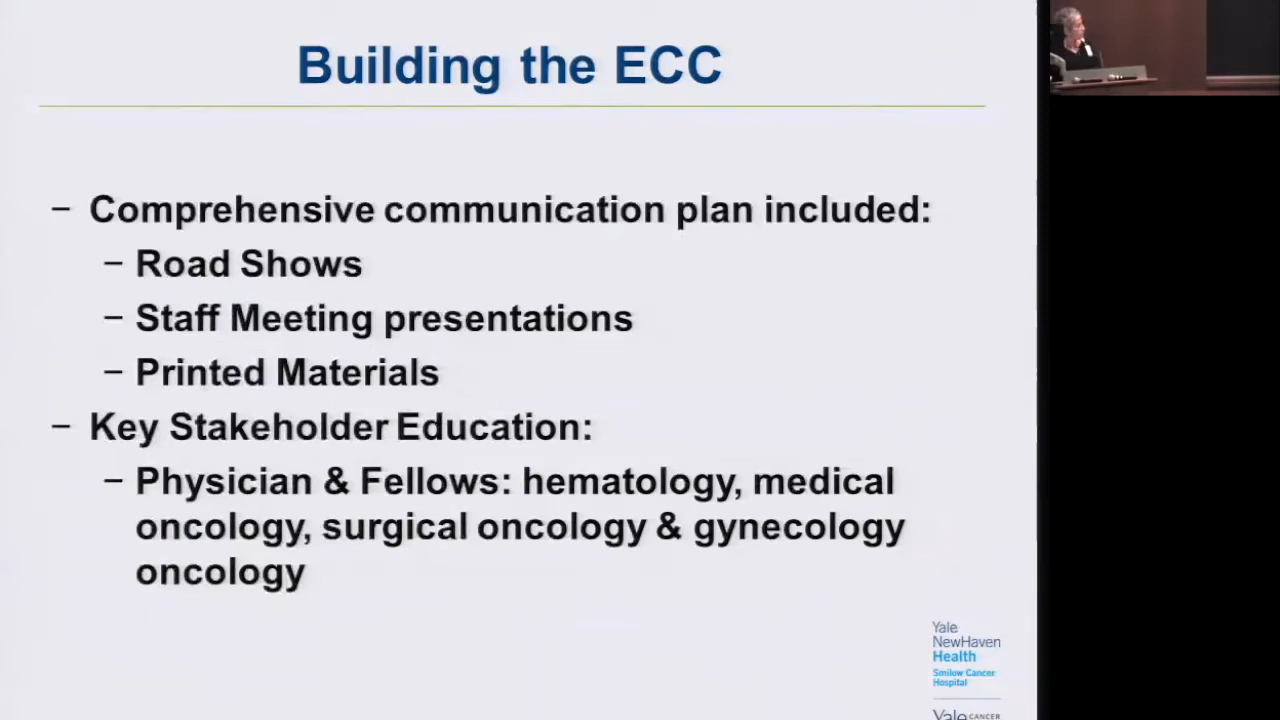 Building the ECC
– Comprehensive communication plan included:
– Road Shows
– Staff Meeting presentations
– Printed Materials
– Key Stakeholder Education:
– Physician & Fellows: hematology, medical
oncology, surgical oncology & gynecology
oncology
Yale
NewHaven
Health
Smilow Cancer
Hospital
Yale CANCER